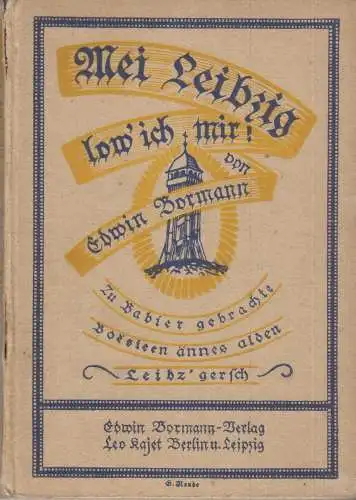 Mei Leibzig
low' ich mir!
von
Edwin Bormann
Zu Babier gebrachte
Boesieen ännes alden
Leibz'gersch
Edwin Bormann-Verlag
Leo Kajet Berlin u. Leipzig